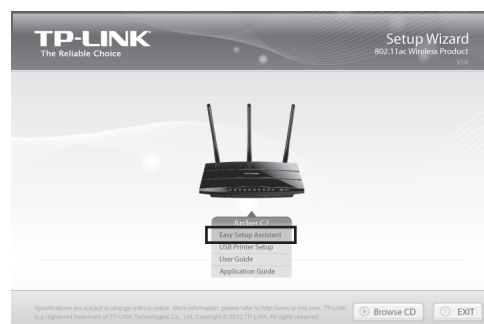 TP-LINK
The Reliable Choice
Setup Wizard
802.11ac Wireless Product
V1.0
TP-LINK
Archer C7
Easy Setup Assistant
USB Printer Setup
User Guide
Application Guide
Specifications are subject to change without notice. More information, please refer to http://www.tp-link.com. TP-LINK
is a registered trademark of TP-LINK Technologies Co., Ltd. Copyright © 2012 TP-LINK. All rights reserved.
Browse CD
EXIT